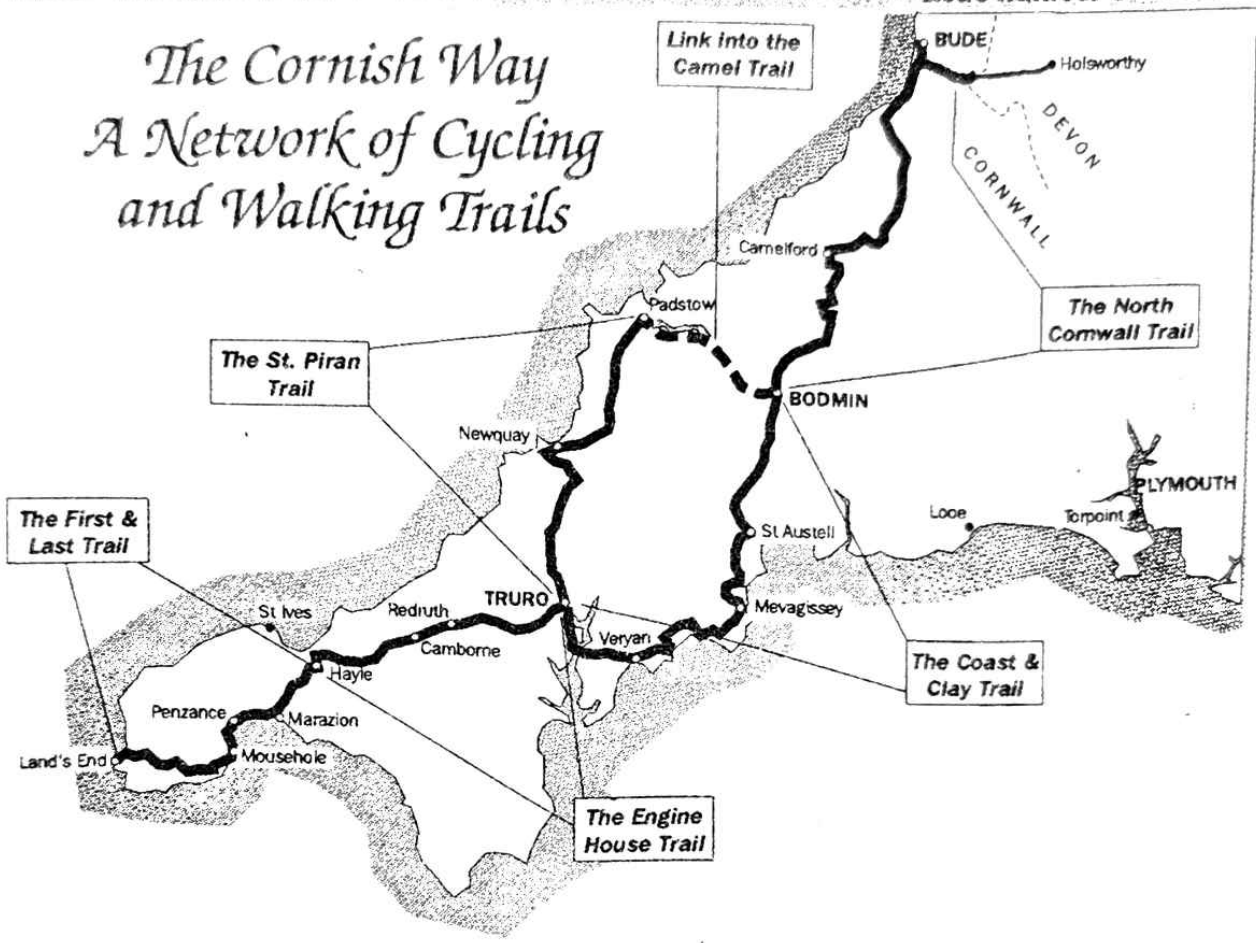 The Cornish Way
A Network of Cycling
and Walking Trails
Link into the
Camel Trail
BUDE
Holsworthy
DEVON
CORNWALL
Camelford
Padstow
The North
Cornwall Trail
The St. Piran
Trail
BODMIN
Newquay
PLYMOUTH
Looe
Torpoint
The First &
Last Trail
St Austell
St Ives
Redruth
TRURO
Mevagissey
Camborne
Veryan
Hayle
The Coast &
Clay Trail
Penzance
Marazion
Land's End
Mousehole
The Engine
House Trail